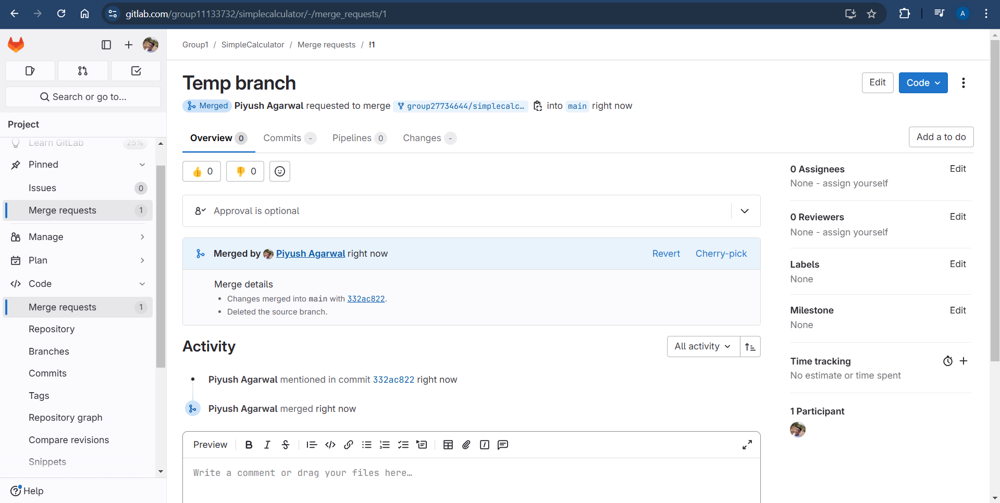 gitlab.com/group11133732/simplecalculator/-/merge_requests/1
A
Group1 / SimpleCalculator / Merge requests / !1
Search or go to...
Project
Learn GitLab 25%
Pinned
Issues 0
Merge requests 1
Manage
Plan
Code
Merge requests 1
Repository
Branches
Commits
Tags
Repository graph
Compare revisions
Snippets
Help
Temp branch
Edit Code
Merged Piyush Agarwal requested to merge group27734644/simplecalc… into main right now
Overview 0 Commits - Pipelines 0 Changes -
Add a to do
0 0
Approval is optional
Merged by Piyush Agarwal right now Revert Cherry-pick
Merge details
• Changes merged into main with 332ac822.
• Deleted the source branch.
Activity
All activity
Piyush Agarwal mentioned in commit 332ac822 right now
Piyush Agarwal merged right now
Preview B I S
Write a comment or drag your files here…
0 Assignees Edit
None - assign yourself
0 Reviewers Edit
None - assign yourself
Labels Edit
None
Milestone Edit
None
Time tracking
No estimate or time spent
1 Participant